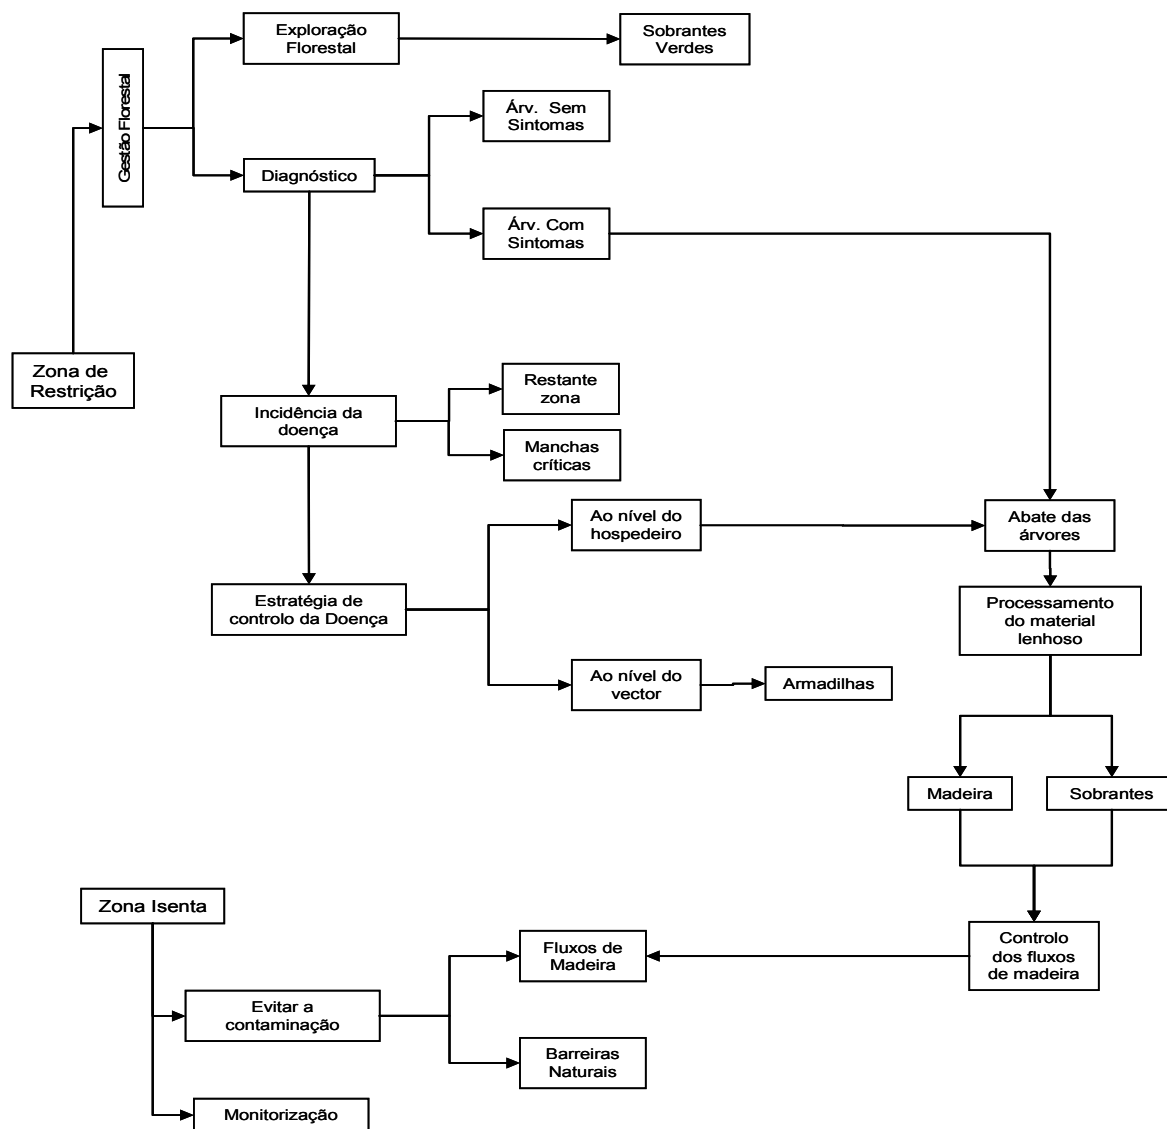 Exploração
Florestal
Sobrantes
Verdes
Gestão Florestal
Árv. Sem
Sintomas
Diagnóstico
Árv. Com
Sintomas
Zona de
Restrição
Restante
zona
Incidência da
doença
Manchas
críticas
Ao nível do
hospedeiro
Abate das
árvores
Estratégia de
controlo da Doença
Processamento
do material
lenhoso
Ao nível do
vector
Armadilhas
Madeira
Sobrantes
Zona Isenta
Fluxos de
Madeira
Controlo
dos fluxos
de madeira
Evitar a
contaminação
Barreiras
Naturais
Monitorização